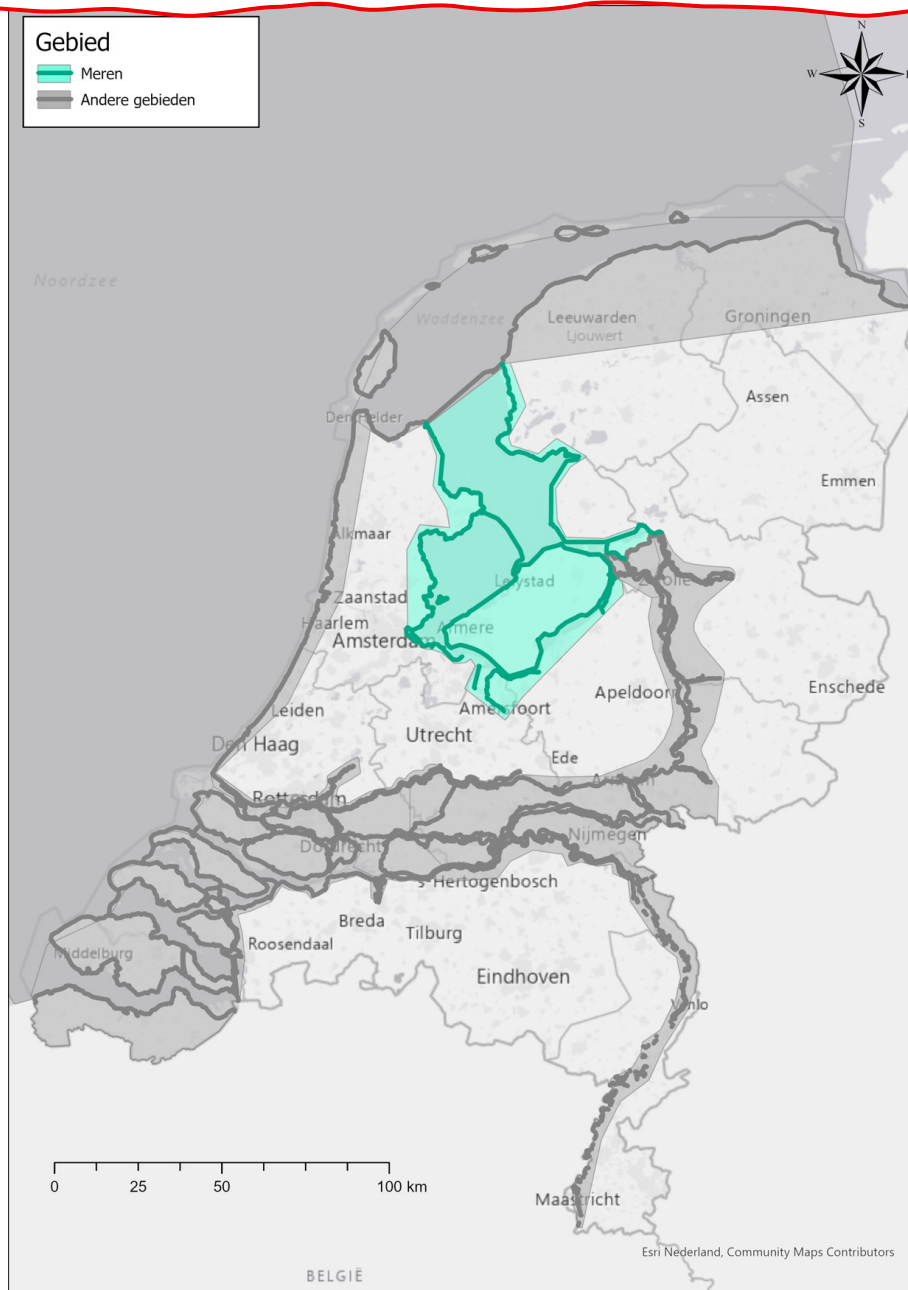 Gebied
Meren
Andere gebieden
N
W
S
Noordzee
Waddenzee
Leeuwarden
Ljouwert
Groningen
Assen
Den Helder
Emmen
Alkmaar
Lelystad
Zwolle
Zaanstad
Haarlem
Almere
Amsterdam
Enschede
Apeldoorn
Amersfoort
Leiden
Utrecht
Den Haag
Ede
Arnhem
Rotterdam
Nijmegen
Dordrecht
's-Hertogenbosch
Breda
Tilburg
Roosendaal
Middelburg
Eindhoven
Venlo
0 25 50 100 km
Maastricht
Esri Nederland, Community Maps Contributors
BELGIË